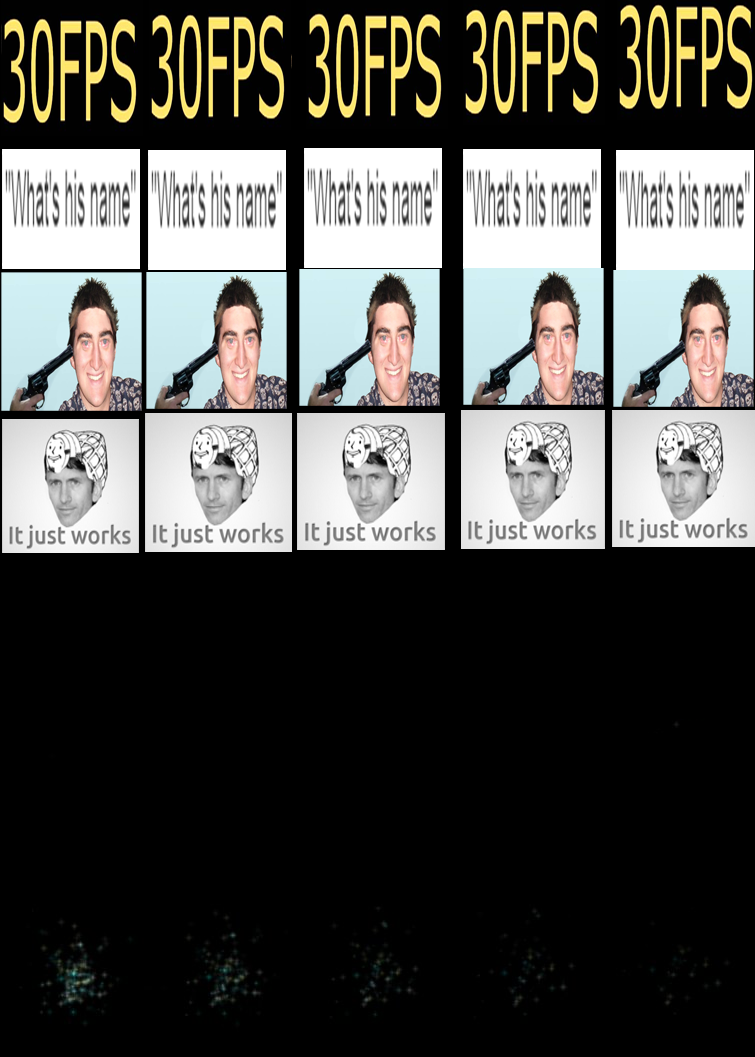 30FPS 30FPS 30FPS 30FPS 30FPS
"What's his name" "What's his name" "What's his name" "What's his name" "What's his name"
It just works It just works It just works It just works It just works